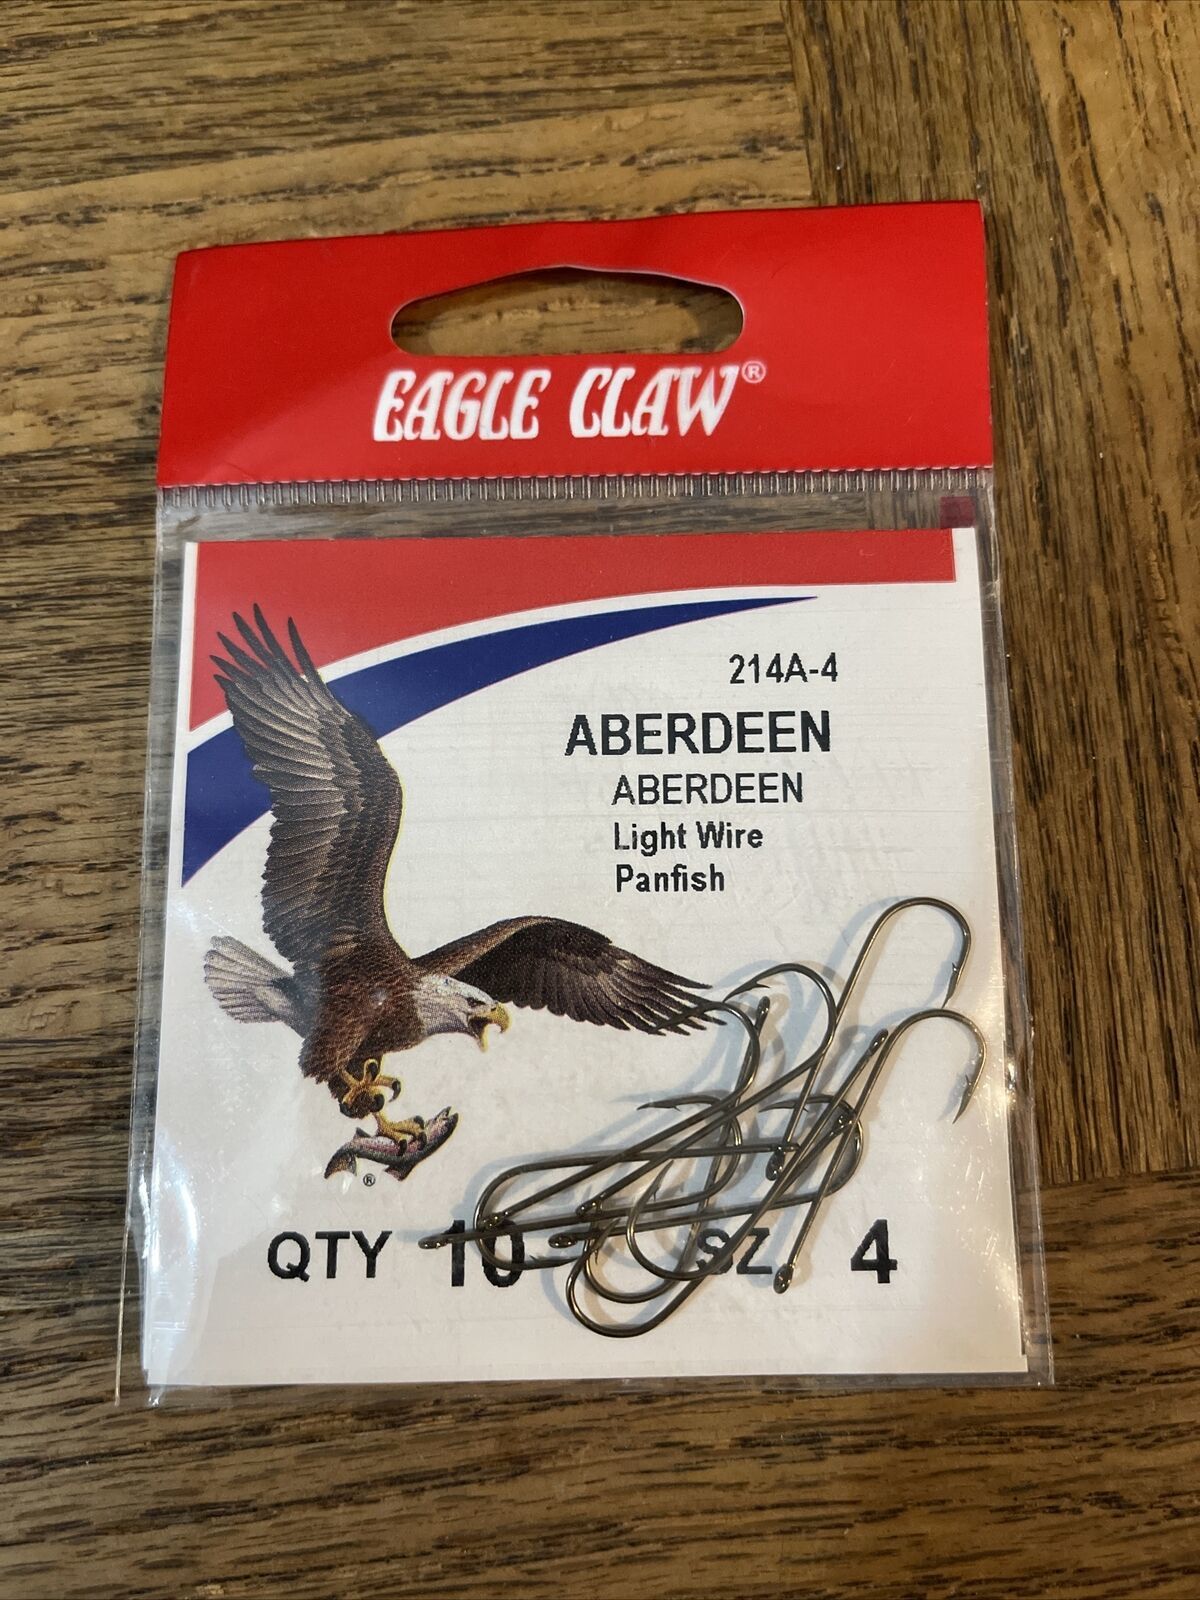 EAGLE CLAW®
214A-4
ABERDEEN
ABERDEEN
Light Wire
Panfish
®
QTY 10 SZ. 4